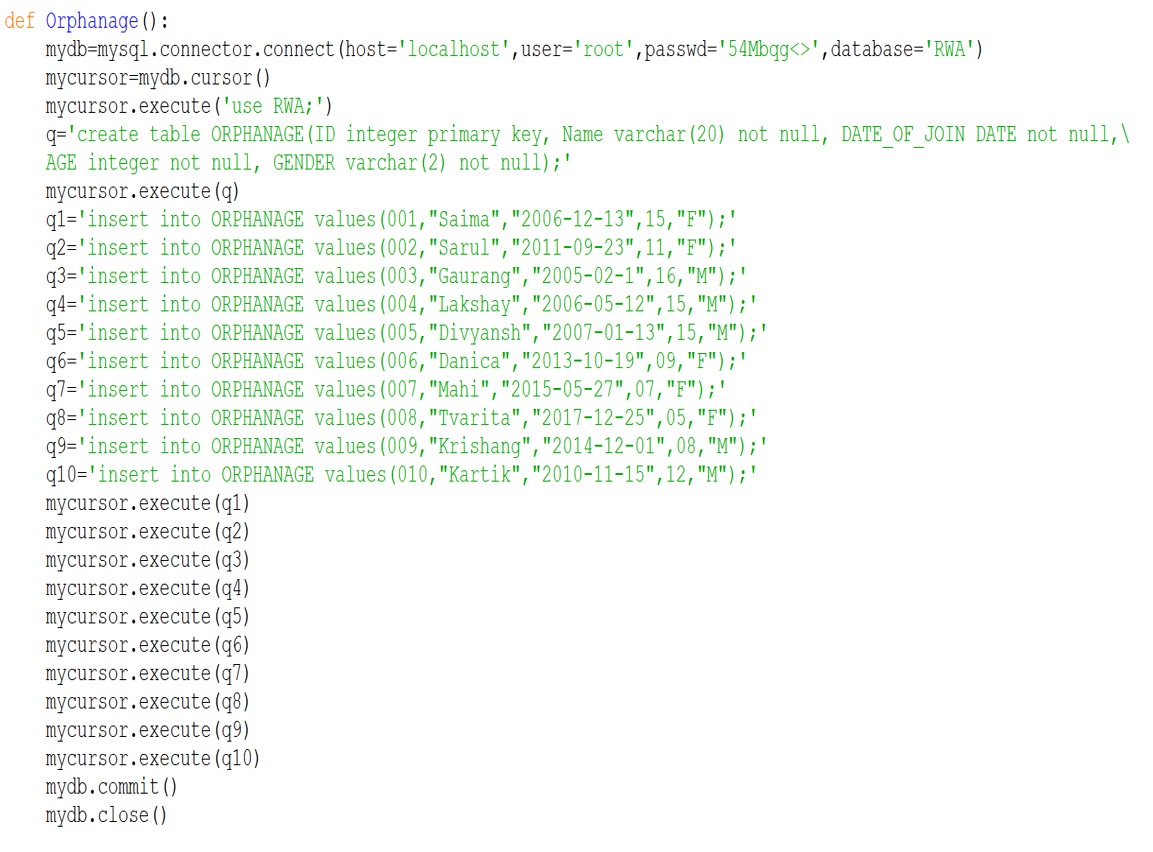 def Orphanage():
    mydb=mysql.connector.connect(host='localhost',user='root',passwd='54Mbqg<>',database='RWA')
    mycursor=mydb.cursor()
    mycursor.execute('use RWA;')
    q='create table ORPHANAGE(ID integer primary key, Name varchar(20) not null, DATE_OF_JOIN DATE not null,\
    AGE integer not null, GENDER varchar(2) not null);'
    mycursor.execute(q)
    q1='insert into ORPHANAGE values(001,"Saima","2006-12-13",15,"F");'
    q2='insert into ORPHANAGE values(002,"Sarul","2011-09-23",11,"F");'
    q3='insert into ORPHANAGE values(003,"Gaurang","2005-02-1",16,"M");'
    q4='insert into ORPHANAGE values(004,"Lakshay","2006-05-12",15,"M");'
    q5='insert into ORPHANAGE values(005,"Divyansh","2007-01-13",15,"M");'
    q6='insert into ORPHANAGE values(006,"Danica","2013-10-19",09,"F");'
    q7='insert into ORPHANAGE values(007,"Mahi","2015-05-27",07,"F");'
    q8='insert into ORPHANAGE values(008,"Tvarita","2017-12-25",05,"F");'
    q9='insert into ORPHANAGE values(009,"Krishang","2014-12-01",08,"M");'
    q10='insert into ORPHANAGE values(010,"Kartik","2010-11-15",12,"M");'
    mycursor.execute(q1)
    mycursor.execute(q2)
    mycursor.execute(q3)
    mycursor.execute(q4)
    mycursor.execute(q5)
    mycursor.execute(q6)
    mycursor.execute(q7)
    mycursor.execute(q8)
    mycursor.execute(q9)
    mycursor.execute(q10)
    mydb.commit()
    mydb.close()